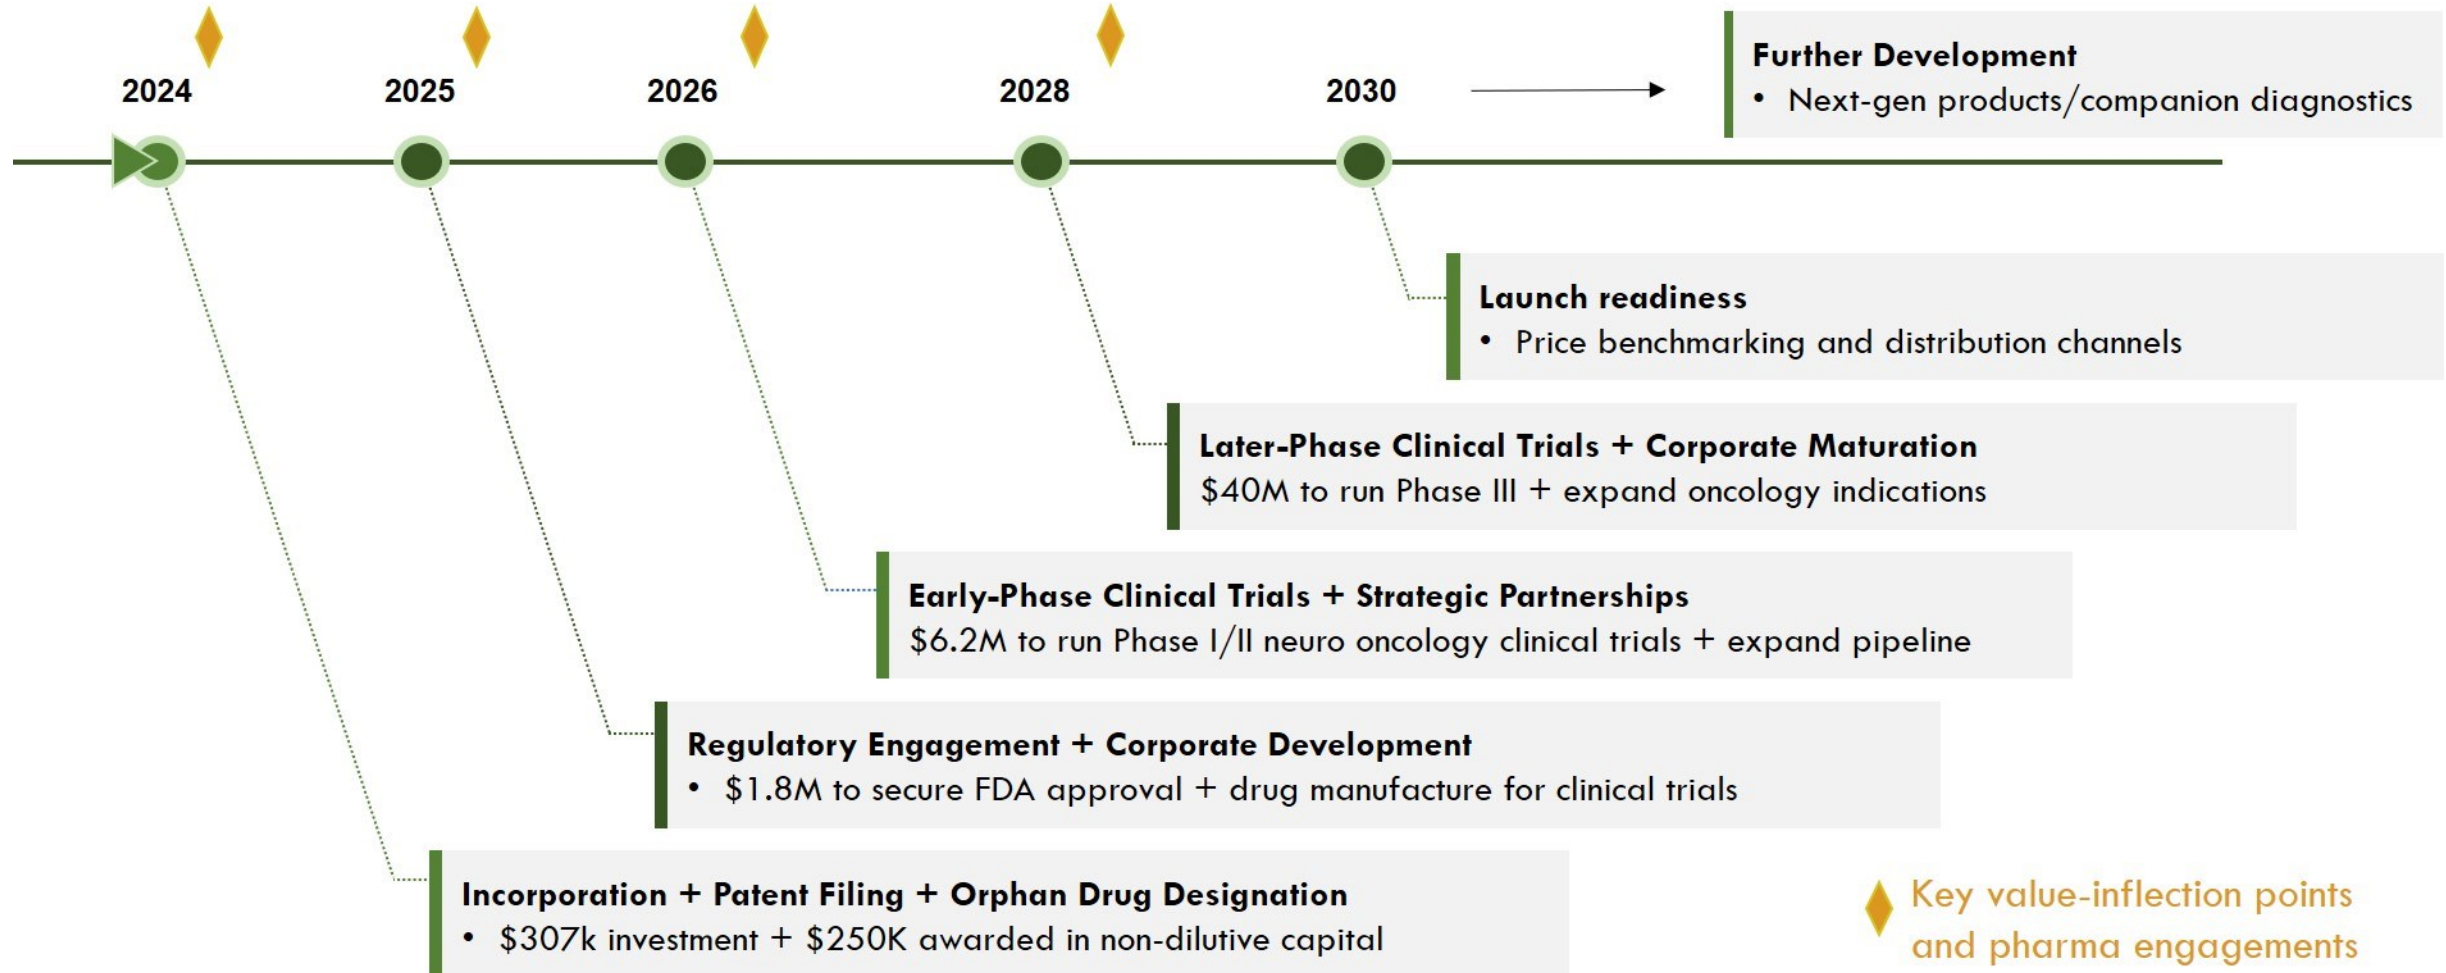 2024
2025
2026
2028
2030
Further Development
• Next-gen products/companion diagnostics
Launch readiness
• Price benchmarking and distribution channels
Later-Phase Clinical Trials + Corporate Maturation
$40M to run Phase III + expand oncology indications
Early-Phase Clinical Trials + Strategic Partnerships
$6.2M to run Phase I/II neuro oncology clinical trials + expand pipeline
Regulatory Engagement + Corporate Development
• $1.8M to secure FDA approval + drug manufacture for clinical trials
Incorporation + Patent Filing + Orphan Drug Designation
• $307k investment + $250K awarded in non-dilutive capital
Key value-inflection points
and pharma engagements